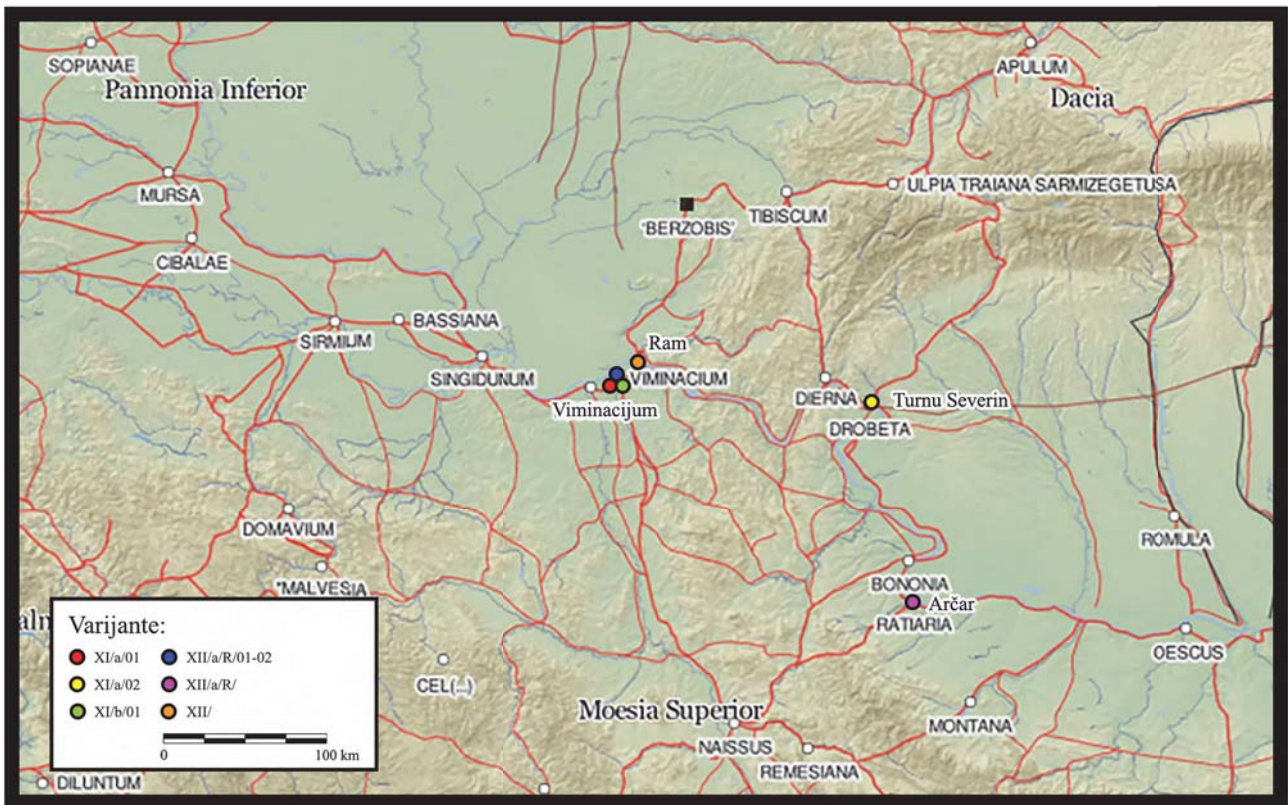 SOPIANAE
Pannonia Inferior
APULUM
Dacia
MURSA
ULPIA TRAIANA SARMIZEGETUSA
TIBISCUM
"BERZOBIS"
CIBALAE
BASSIANA
SIRMIUM
SINGIDUNUM
Ram
VIMINACIUM
Viminacijum
DIERNA
Turnu Severin
DROBETA
DOMAVIUM
ROMULA
"MALVESIA
BONONIA
Arčar
RATIARIA
OESCUS
CEL(...)
Moesia Superior
MONTANA
NAISSUS
REMESIANA
DILUNTUM
Varijante:
XI/a/01
XII/a/R/01-02
XI/a/02
XII/a/R/
XI/b/01
XII/
0
100 km